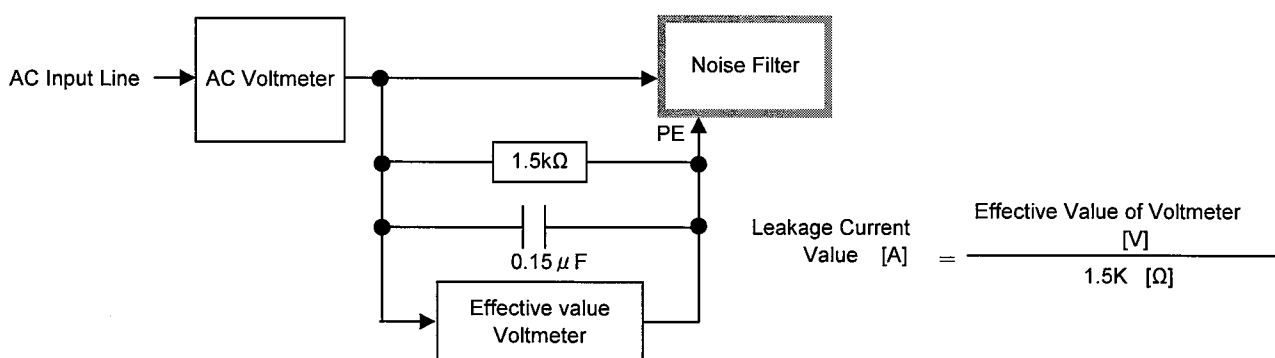 AC Input Line
AC Voltmeter
Noise Filter
PE
1.5kΩ
0.15 μ F
Effective value
Voltmeter
Leakage Current
Value [A]
=
Effective Value of Voltmeter
[V]
1.5K [Ω]